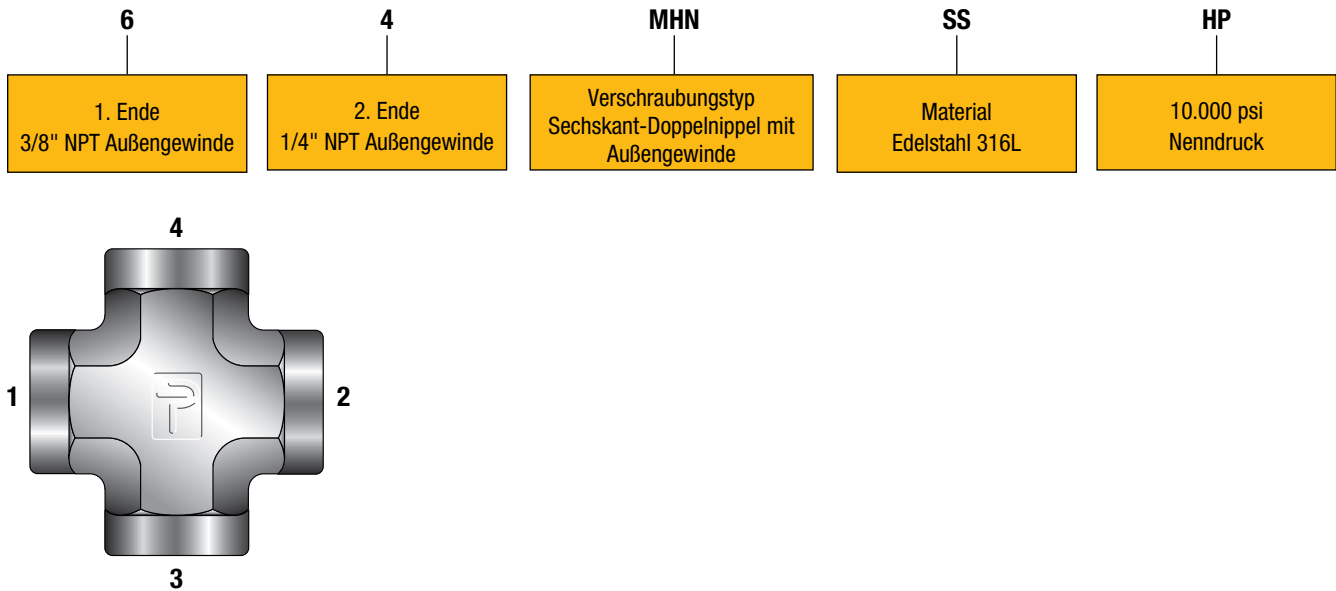 6 4 MHN SS HP
1. Ende
3/8" NPT Außengewinde
2. Ende
1/4" NPT Außengewinde
Verschraubungstyp
Sechskant-Doppelnippel mit
Außengewinde
Material
Edelstahl 316L
10.000 psi
Nenndruck
4
1
2
3